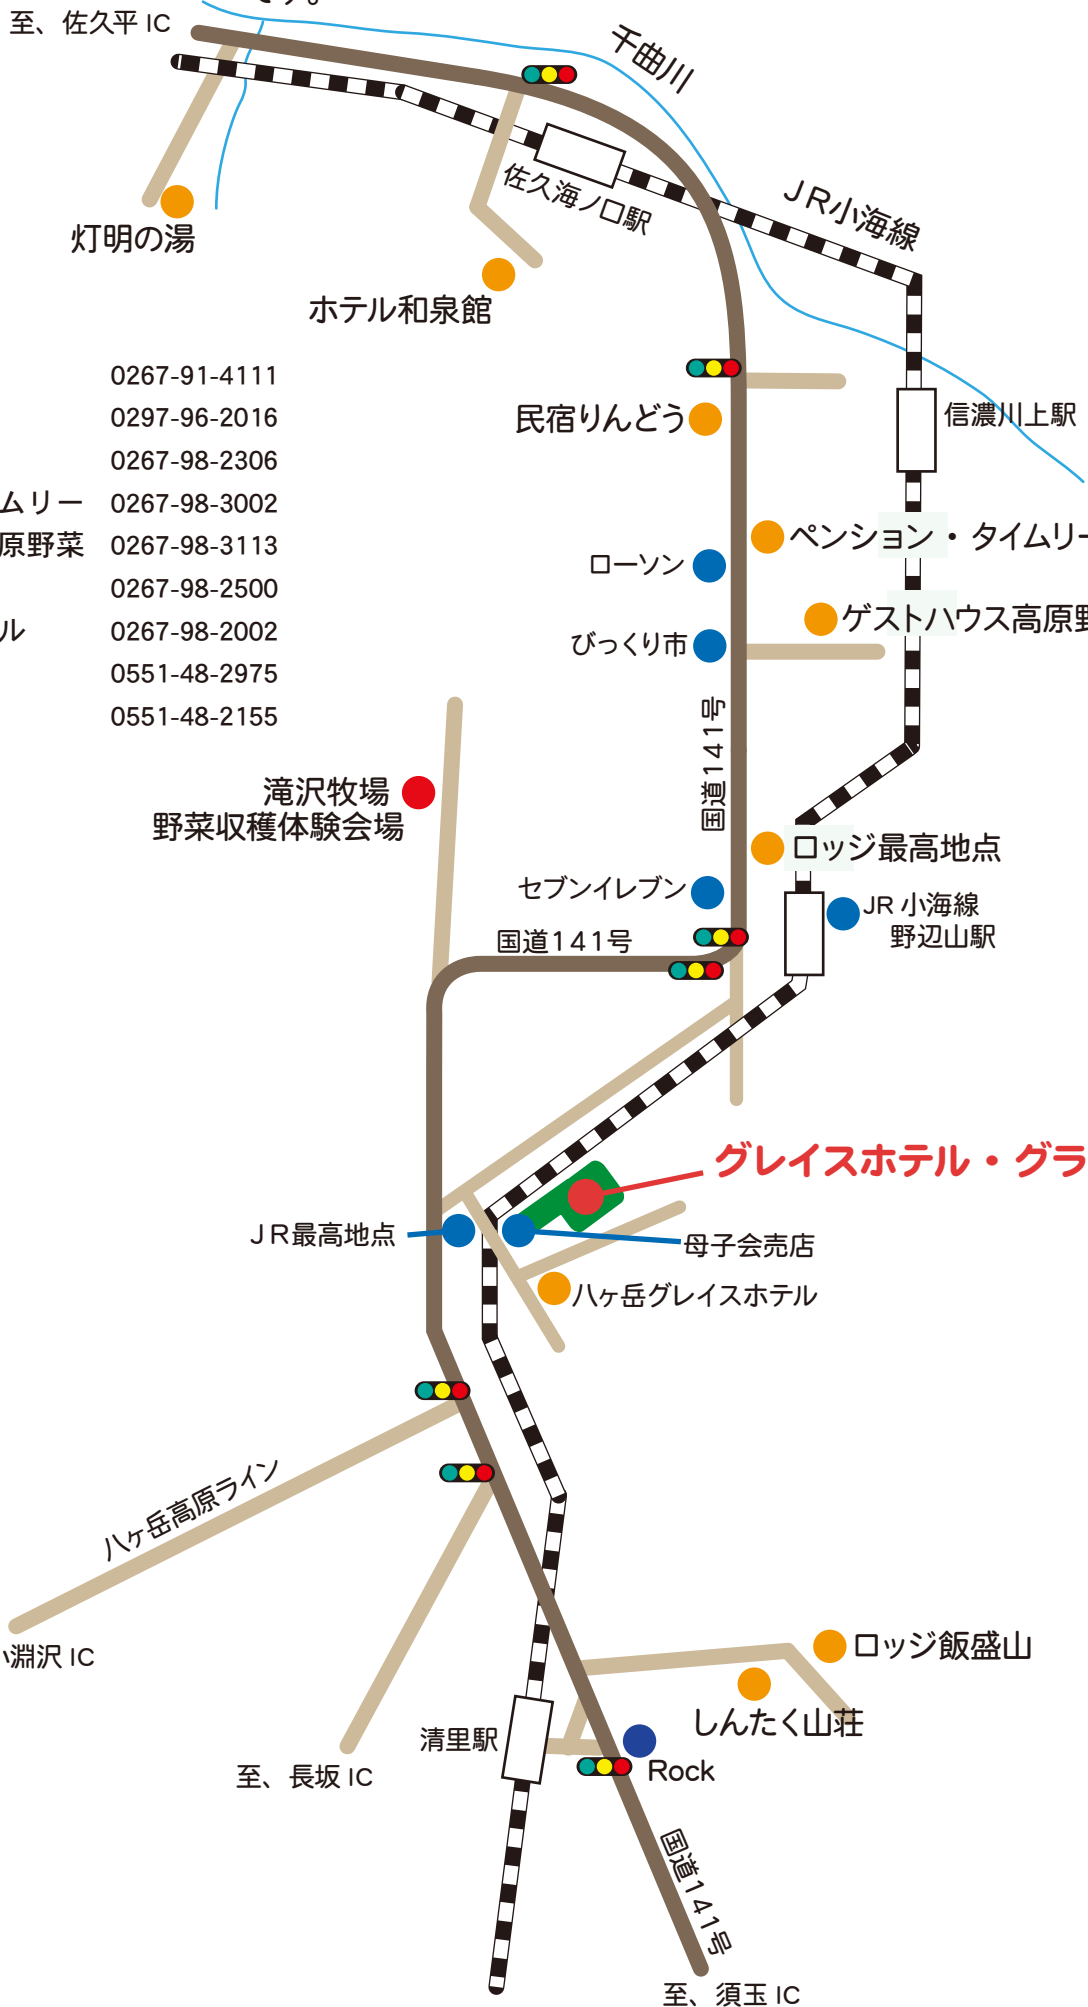 です。
至、佐久平 IC
千曲川
佐久海ノ口駅
JR小海線
灯明の湯
ホテル和泉館
0267-91-4111
0297-96-2016
0267-98-2306
ムリー 0267-98-3002
原野菜 0267-98-3113
0267-98-2500
ル 0267-98-2002
0551-48-2975
0551-48-2155
民宿りんどう
信濃川上駅
ペンション・タイムリー
ローソン
ゲストハウス高原野
びっくり市
国道141号
滝沢牧場
野菜収穫体験会場
ロッジ最高地点
セブンイレブン
JR 小海線
野辺山駅
国道141号
グレイスホテル・グラ
JR最高地点
母子会売店
八ヶ岳グレイスホテル
八ヶ岳高原ライン
淵沢 IC
至、長坂 IC
ロッジ飯盛山
しんたく山荘
清里駅
Rock
国道141号
至、須玉 IC